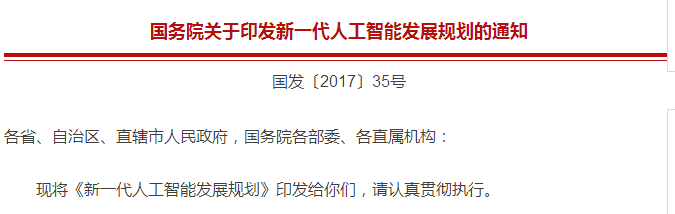 国务院关于印发新一代人工智能发展规划的通知
国发〔2017〕35号
各省、自治区、直辖市人民政府，国务院各部委、各直属机构：
现将《新一代人工智能发展规划》印发给你们，请认真贯彻执行。